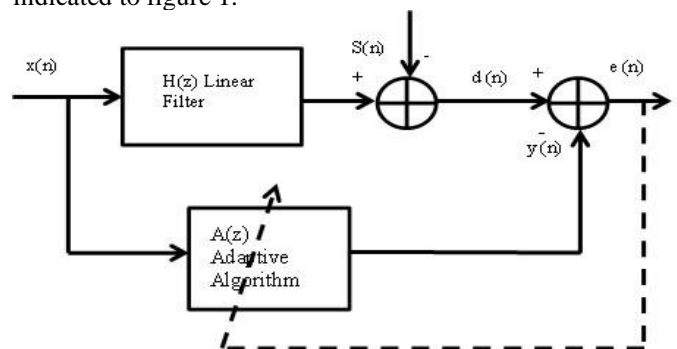 indicated to figure 1.
S(n)
-
x(n)
H(z) Linear
Filter
+
d(n)
+
e(n)
-
y(n)
A(z)
Adaptive
Algorithm